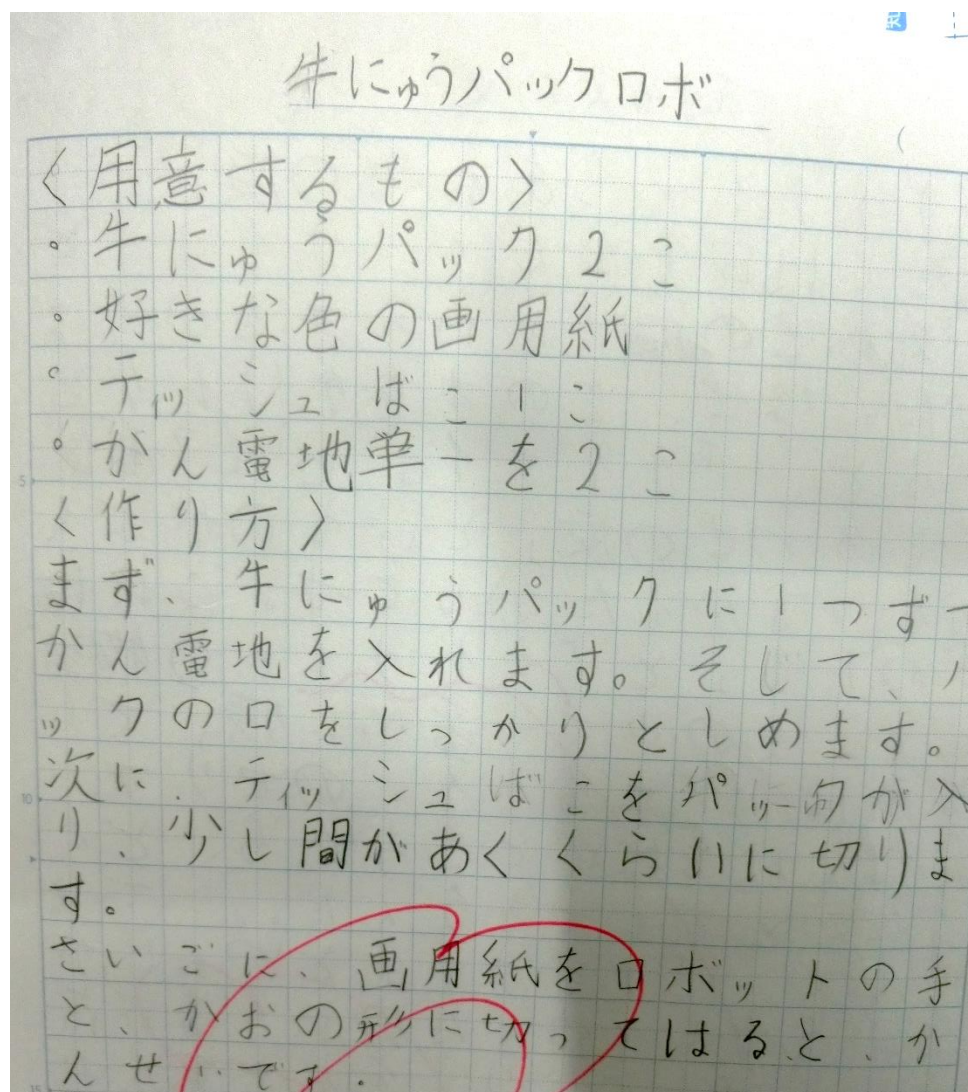 牛にゅうパックロボ
〈用意するもの〉
・牛にゅうパック2こ
・好きな色の画用紙
・ティッシュばこ1こ
・かん電地単一を2こ
〈作り方〉
まず、牛にゅうパックに1つずつ
かん電地を入れます。そして、パ
ックの口をしっかりとしめます。
次に、ティッシュばこをパックが入
り、少し間があくくらいに切りま
す。
さいごに、画用紙をロボットの手
と、かおの形に切ってはると、か
んせいです。
5
10
15